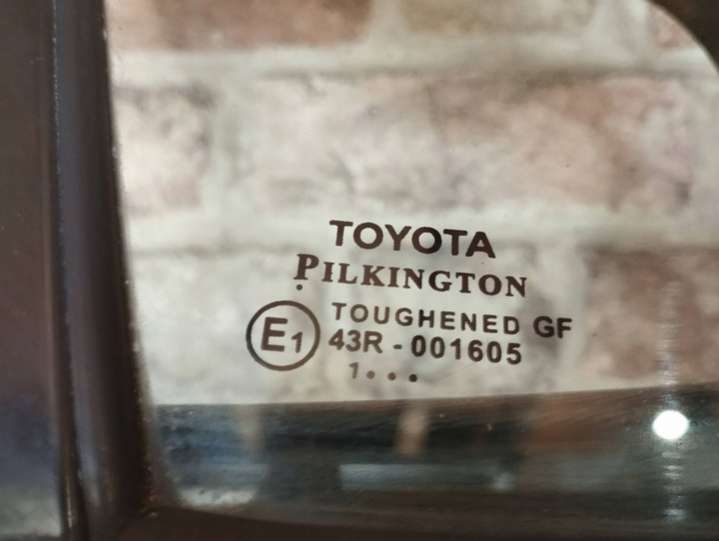 TOYOTA
PILKINGTON
TOUGHENED GF
E1 43R - 001605
1...